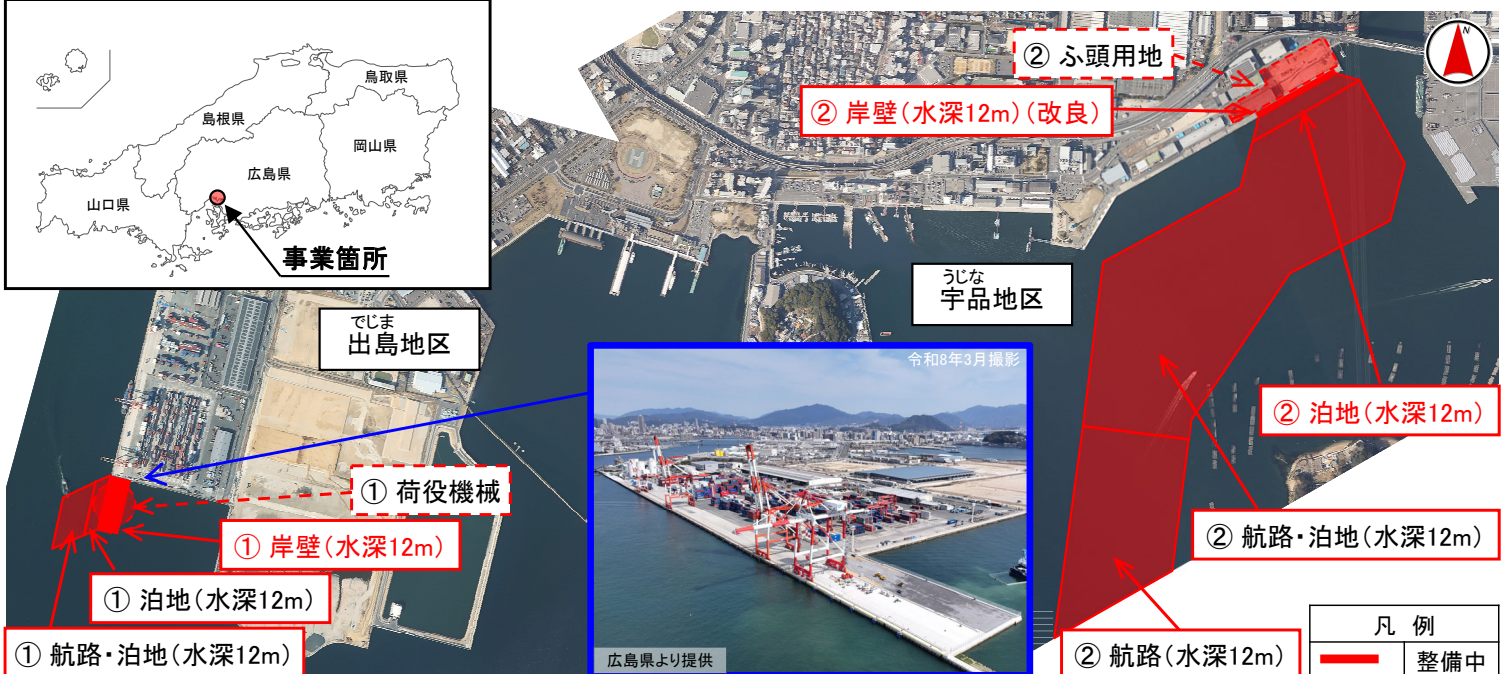 鳥取県
島根県
岡山県
広島県
山口県
事業箇所
N
② ふ頭用地
② 岸壁(水深12m)(改良)
うじな
宇品地区
でじま
出島地区
令和8年3月撮影
② 泊地(水深12m)
① 荷役機械
① 岸壁(水深12m)
② 航路・泊地(水深12m)
① 泊地(水深12m)
① 航路・泊地(水深12m)
広島県より提供
② 航路(水深12m)
凡 例
整備中